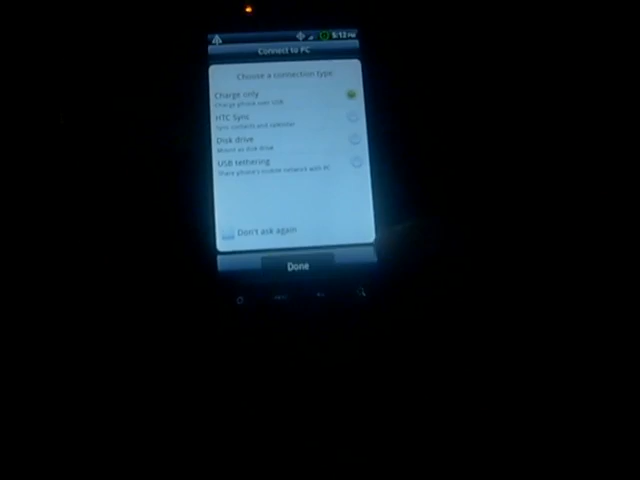 5:12 PM
Connect to PC
Choose a connection type
Charge only
Charge phone over USB
HTC Sync
Sync contacts and calendar
Disk drive
Mount as disk drive
USB tethering
Share phone's mobile network with PC
Don't ask again
Done